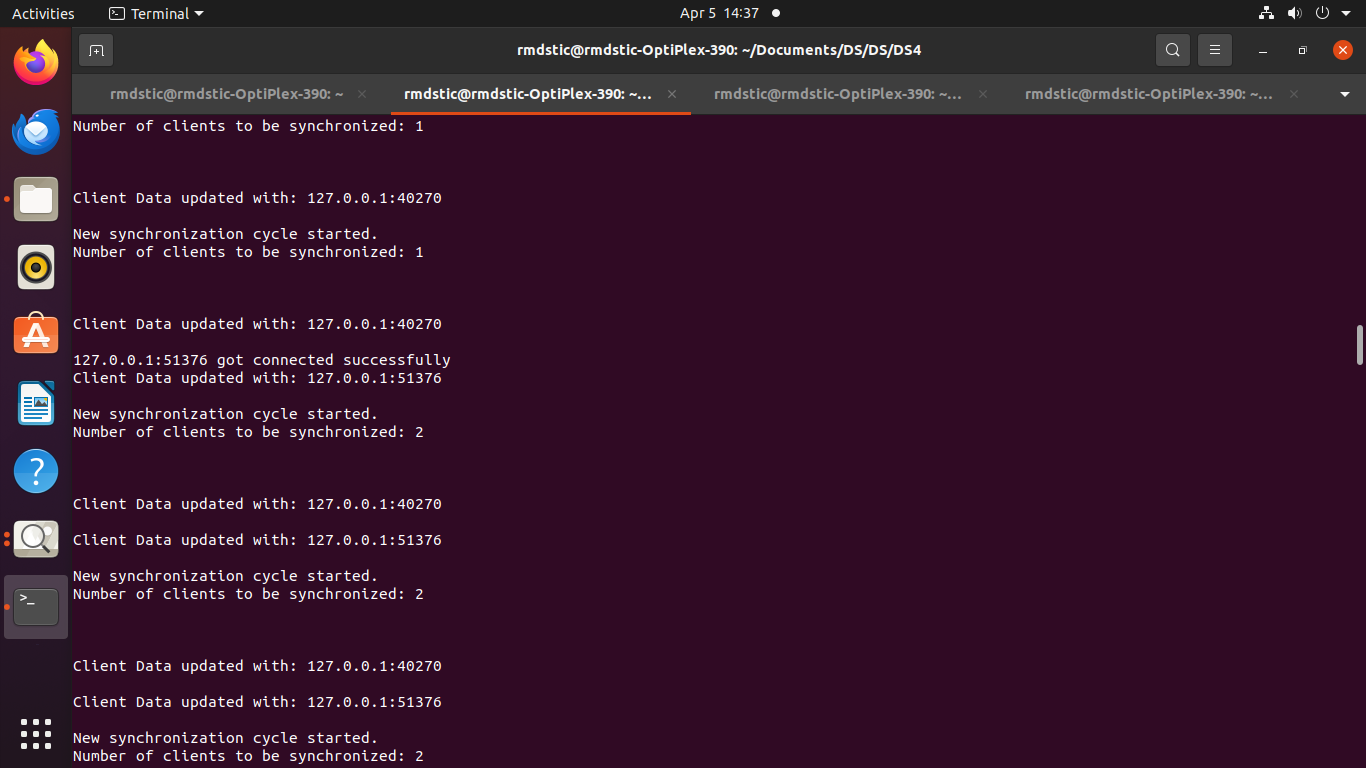 Activities
Terminal
Apr 5 14:37
rmdstic@rmdstic-OptiPlex-390: ~/Documents/DS/DS/DS4
rmdstic@rmdstic-OptiPlex-390: ~
rmdstic@rmdstic-OptiPlex-390: ~...
rmdstic@rmdstic-OptiPlex-390: ~...
rmdstic@rmdstic-OptiPlex-390: ~...
Number of clients to be synchronized: 1
Client Data updated with: 127.0.0.1:40270
New synchronization cycle started.
Number of clients to be synchronized: 1
Client Data updated with: 127.0.0.1:40270
127.0.0.1:51376 got connected successfully
Client Data updated with: 127.0.0.1:51376
New synchronization cycle started.
Number of clients to be synchronized: 2
Client Data updated with: 127.0.0.1:40270
Client Data updated with: 127.0.0.1:51376
New synchronization cycle started.
Number of clients to be synchronized: 2
Client Data updated with: 127.0.0.1:40270
Client Data updated with: 127.0.0.1:51376
New synchronization cycle started.
Number of clients to be synchronized: 2